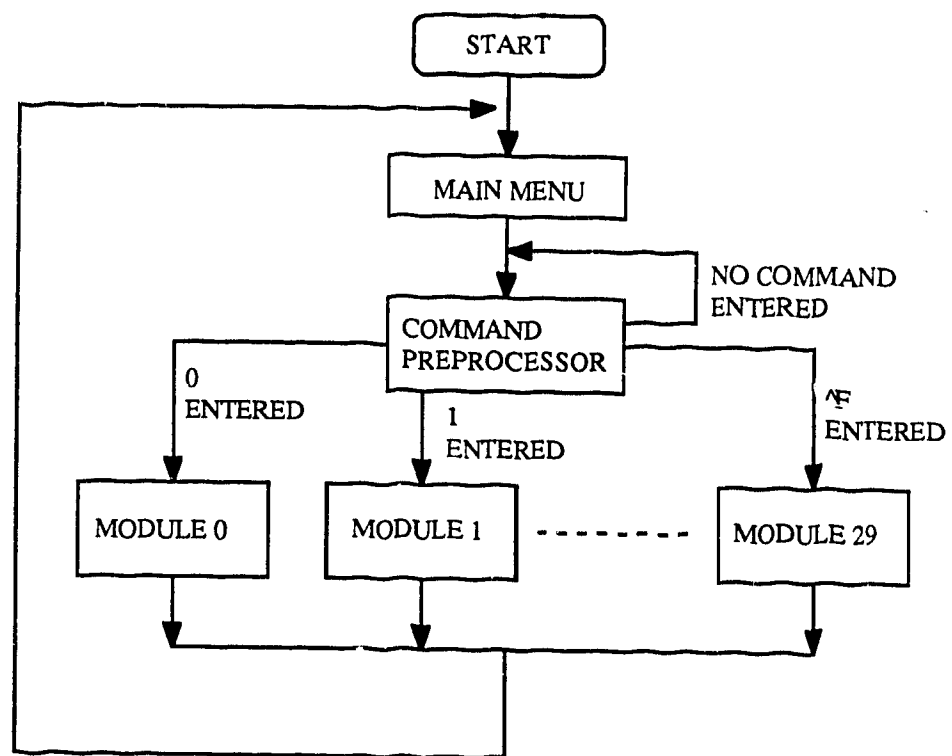 START
MAIN MENU
NO COMMAND
ENTERED
COMMAND
PREPROCESSOR
0
ENTERED
1
ENTERED
^F
ENTERED
MODULE 0
MODULE 1
MODULE 29